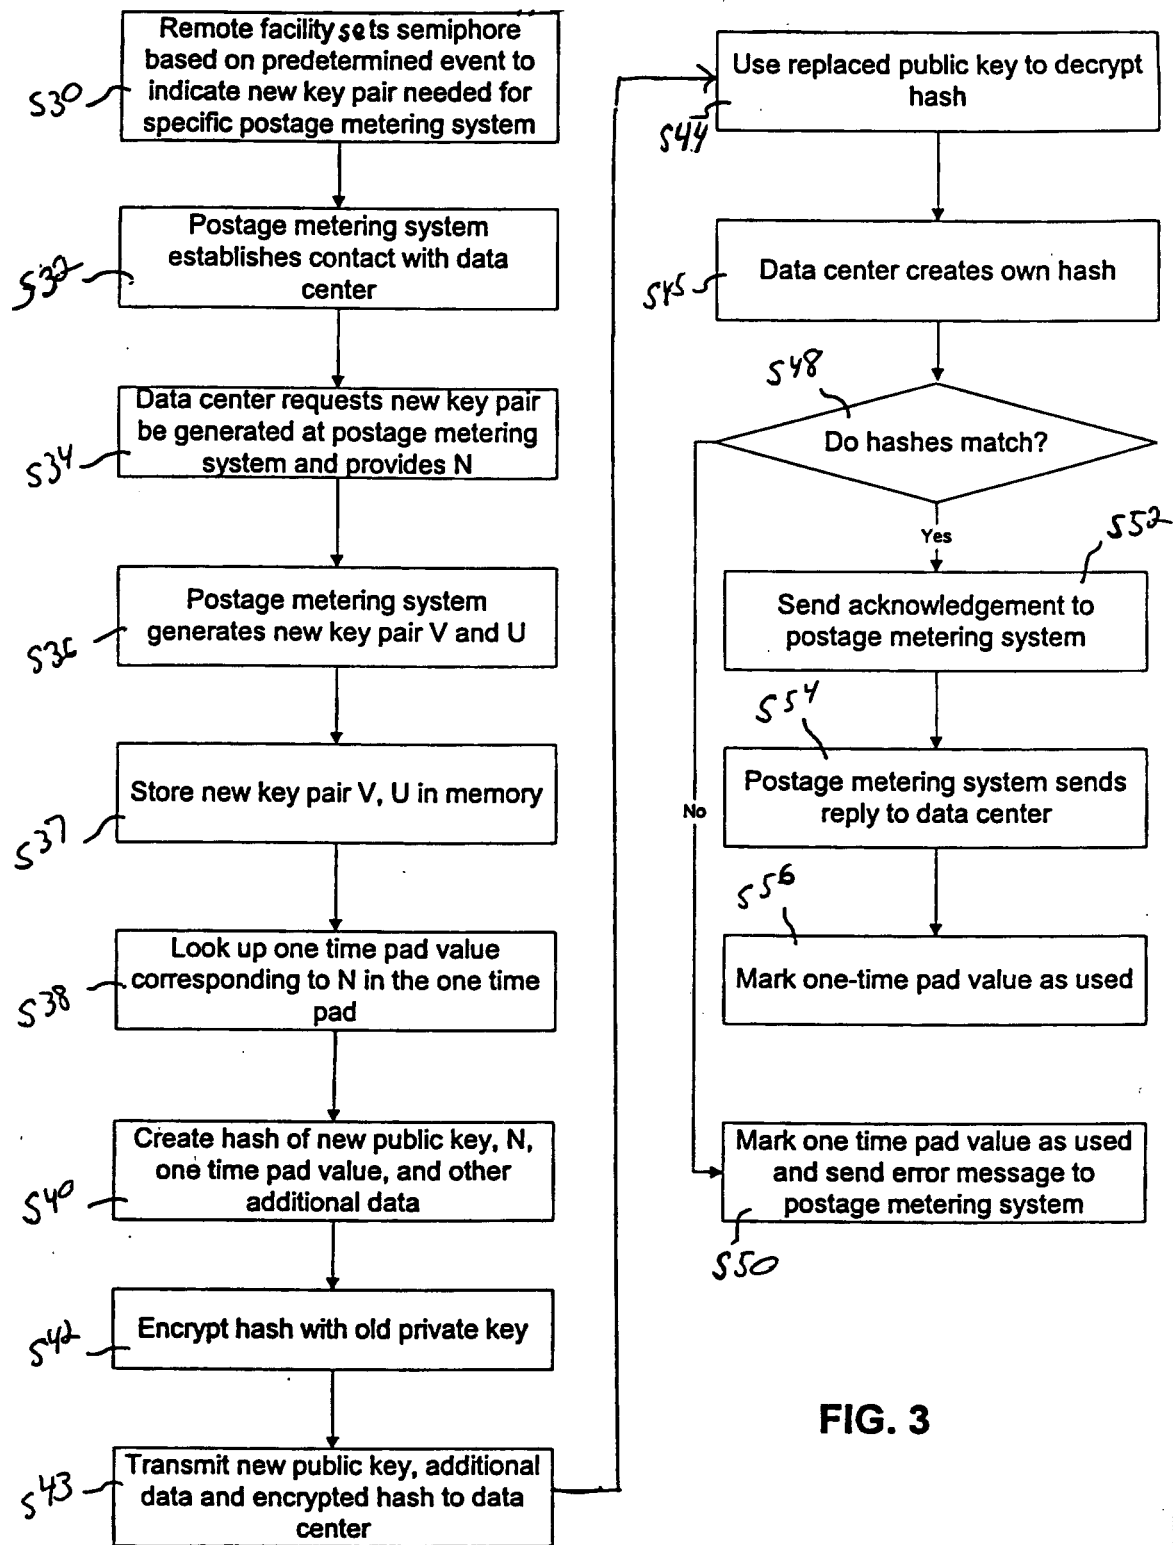 Remote facility sets semiphore
based on predetermined event to
indicate new key pair needed for
specific postage metering system
S30
Postage metering system
establishes contact with data
center
S32
Data center requests new key pair
be generated at postage metering
system and provides N
S34
Postage metering system
generates new key pair V and U
S36
Store new key pair V, U in memory
S37
Look up one time pad value
corresponding to N in the one time
pad
S38
Create hash of new public key, N,
one time pad value, and other
additional data
S40
Encrypt hash with old private key
S42
Transmit new public key, additional
data and encrypted hash to data
center
S43
Use replaced public key to decrypt
hash
S44
Data center creates own hash
S45
S48
Do hashes match?
Yes
No
S52
Send acknowledgement to
postage metering system
S54
Postage metering system sends
reply to data center
S56
Mark one-time pad value as used
Mark one time pad value as used
and send error message to
postage metering system
S50
FIG. 3